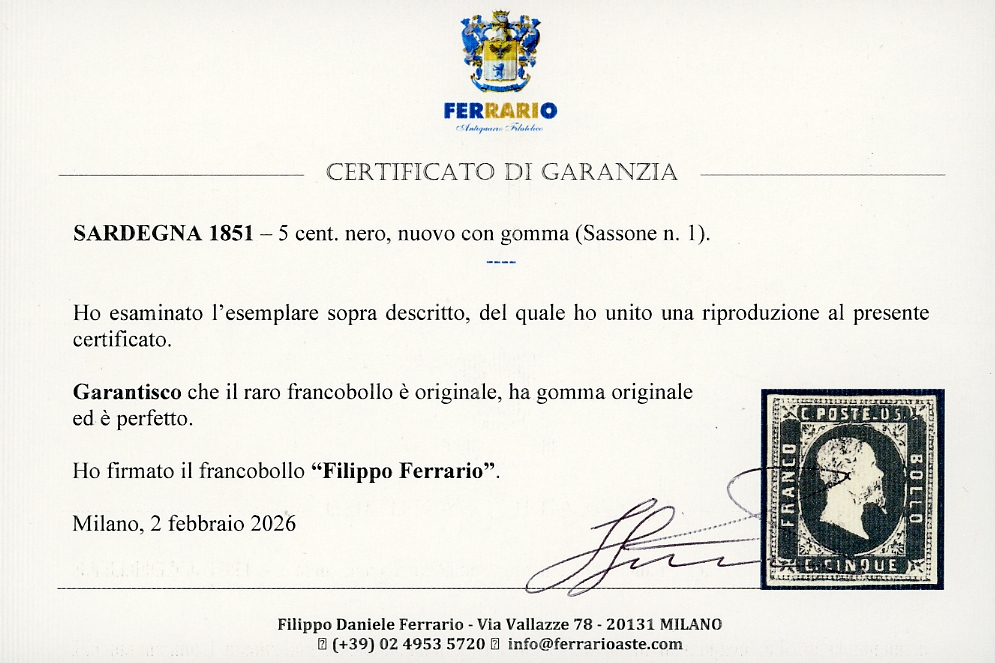 FERRARIO
Antiquario Filatelico
CERTIFICATO DI GARANZIA
SARDEGNA 1851 – 5 cent. nero, nuovo con gomma (Sassone n. 1).
----
Ho esaminato l’esemplare sopra descritto, del quale ho unito una riproduzione al presente
certificato.
Garantisco che il raro francobollo è originale, ha gomma originale
ed è perfetto.
Ho firmato il francobollo “Filippo Ferrario”.
Milano, 2 febbraio 2026
C. POSTE. US.
FRANCO
BOLLO
C. CINQUE
Filippo Daniele Ferrario - Via Vallazze 78 - 20131 MILANO
(+39) 02 4953 5720 info@ferrarioaste.com